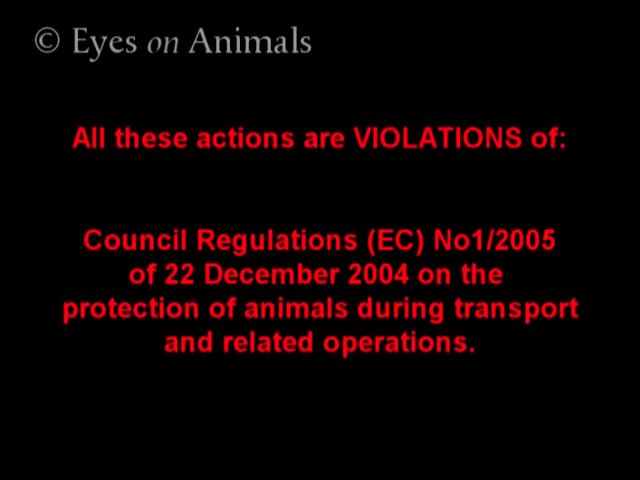 © Eyes on Animals
All these actions are VIOLATIONS of:
Council Regulations (EC) No1/2005
of 22 December 2004 on the
protection of animals during transport
and related operations.